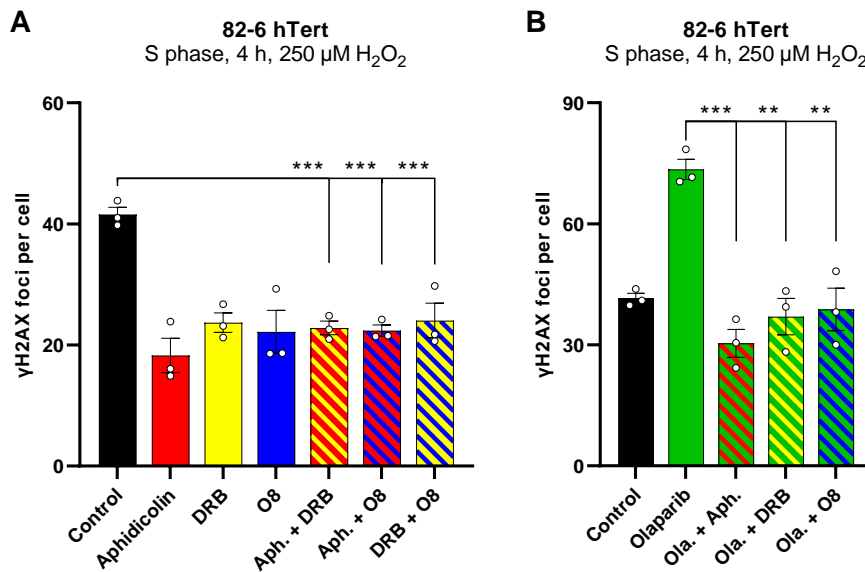 A
82-6 hTert
S phase, 4 h, 250 µM H₂O₂
γH2AX foci per cell
60
40
20
0
*** *** ***
Control
Aphidicolin
DRB
O8
Aph. + DRB
Aph. + O8
DRB + O8
B
82-6 hTert
S phase, 4 h, 250 µM H₂O₂
γH2AX foci per cell
90
60
30
0
*** ** **
Control
Olaparib
Ola. + Aph.
Ola. + DRB
Ola. + O8